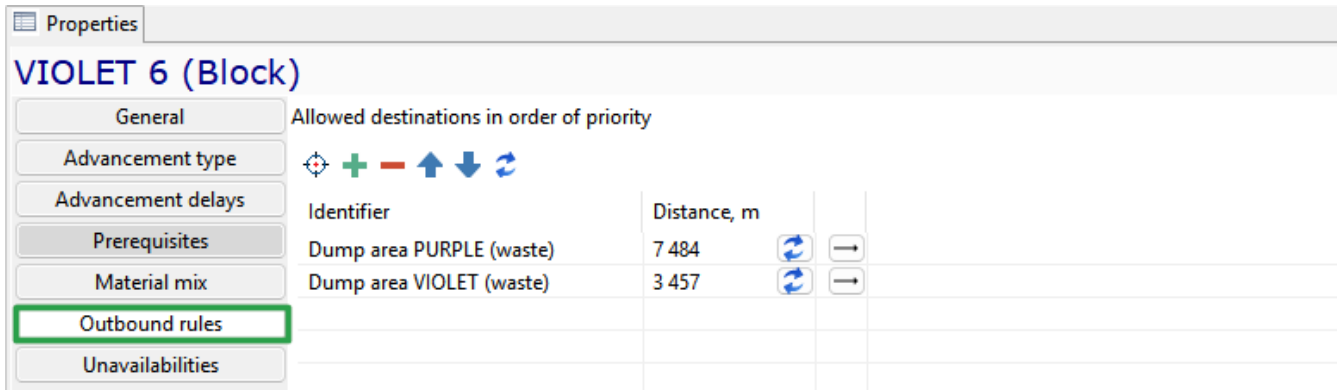 Properties
VIOLET 6 (Block)
General
Advancement type
Advancement delays
Prerequisites
Material mix
Outbound rules
Unavailabilities
Allowed destinations in order of priority
Identifier Distance, m
Dump area PURPLE (waste) 7 484
Dump area VIOLET (waste) 3 457